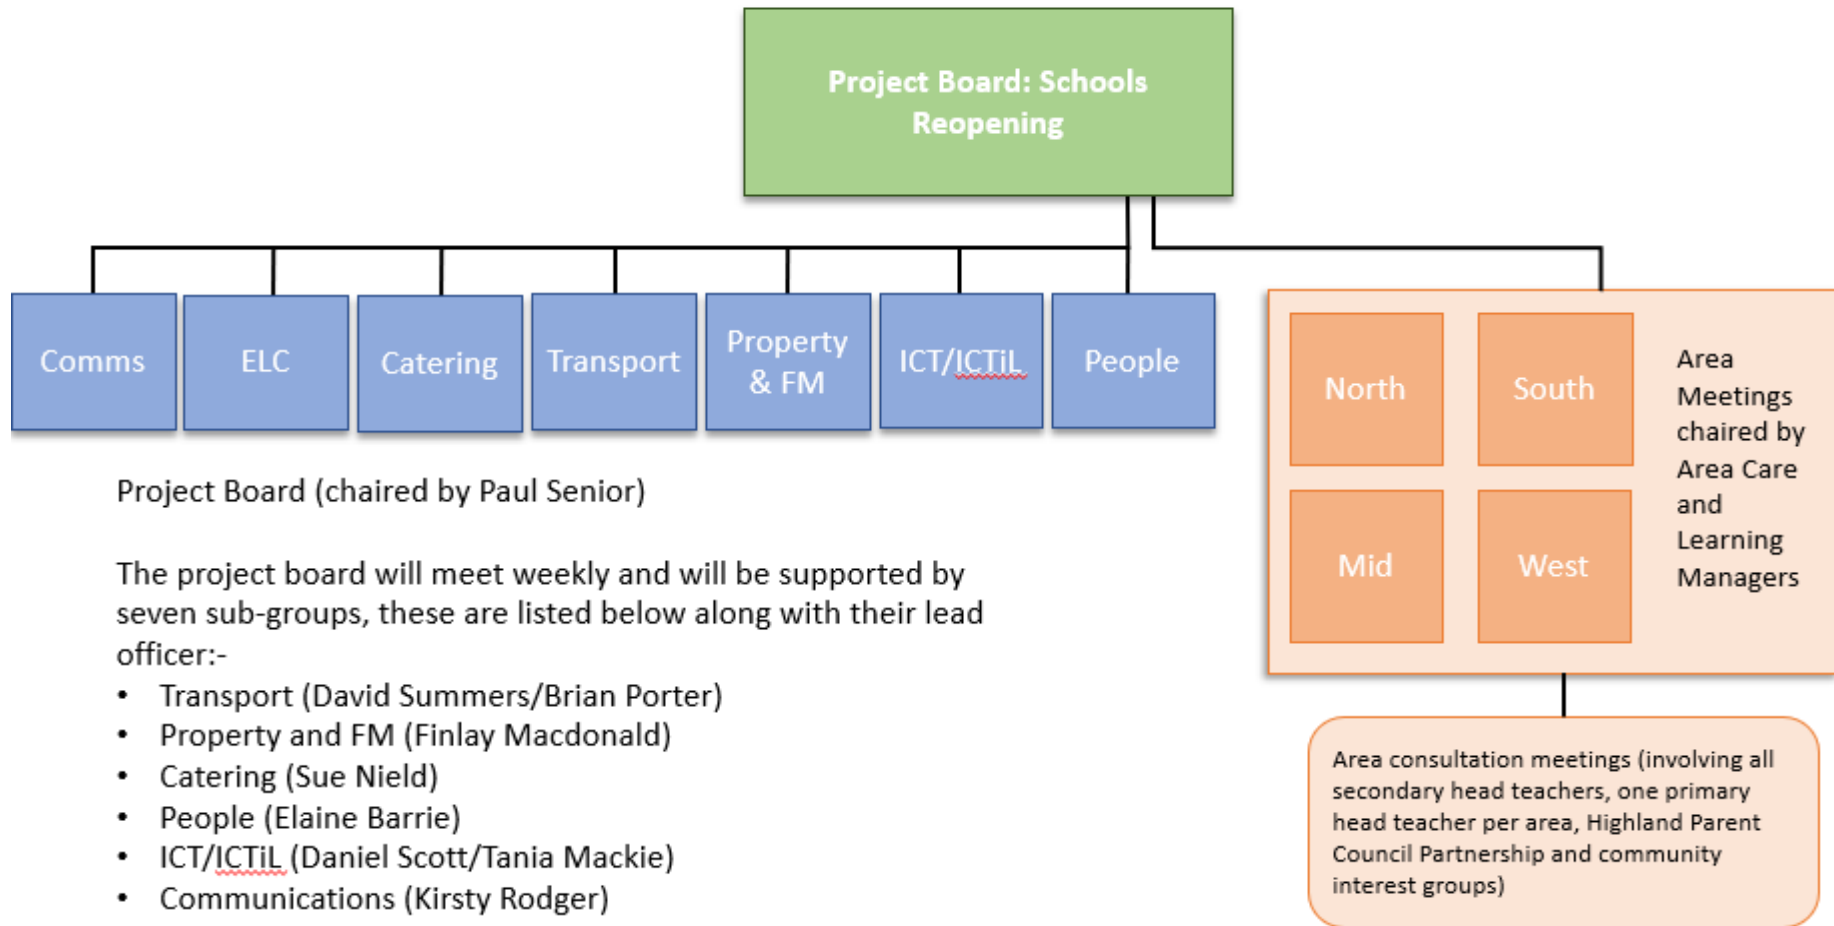 Project Board: Schools
Reopening
Comms
ELC
Catering
Transport
Property
& FM
ICT/ICTiL
People
North
South
Mid
West
Area
Meetings
chaired by
Area Care
and
Learning
Managers
Project Board (chaired by Paul Senior)
The project board will meet weekly and will be supported by
seven sub-groups, these are listed below along with their lead
officer:-
• Transport (David Summers/Brian Porter)
• Property and FM (Finlay Macdonald)
• Catering (Sue Nield)
• People (Elaine Barrie)
• ICT/ICTiL (Daniel Scott/Tania Mackie)
• Communications (Kirsty Rodger)
Area consultation meetings (involving all
secondary head teachers, one primary
head teacher per area, Highland Parent
Council Partnership and community
interest groups)